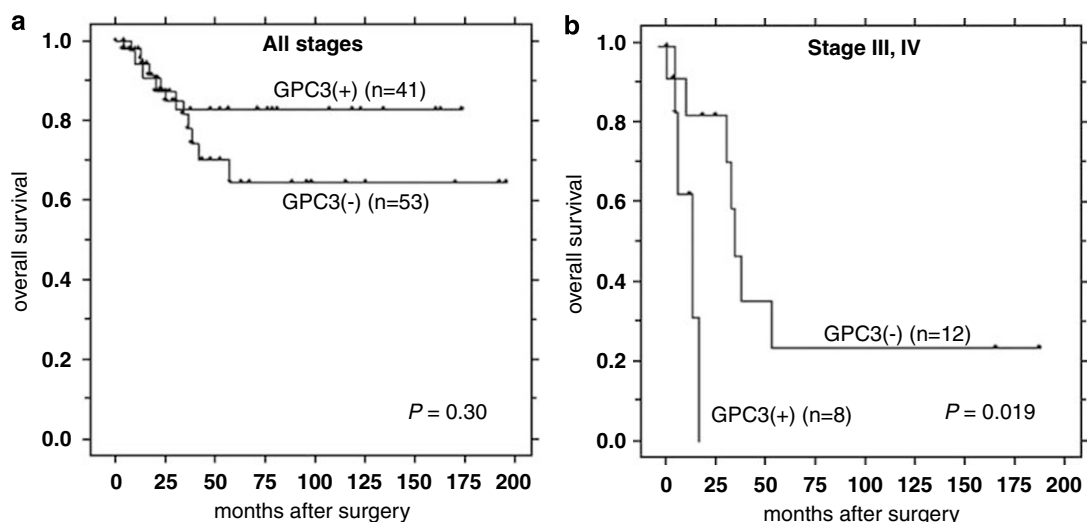 a
All stages
1.0
0.8
0.6
0.4
0.2
0.0
overall survival
GPC3(+) (n=41)
GPC3(-) (n=53)
P = 0.30
0 25 50 75 100 125 150 175 200
months after surgery
b
Stage III, IV
1.0
0.8
0.6
0.4
0.2
0.0
overall survival
GPC3(-) (n=12)
GPC3(+) (n=8)
P = 0.019
0 25 50 75 100 125 150 175 200
months after surgery